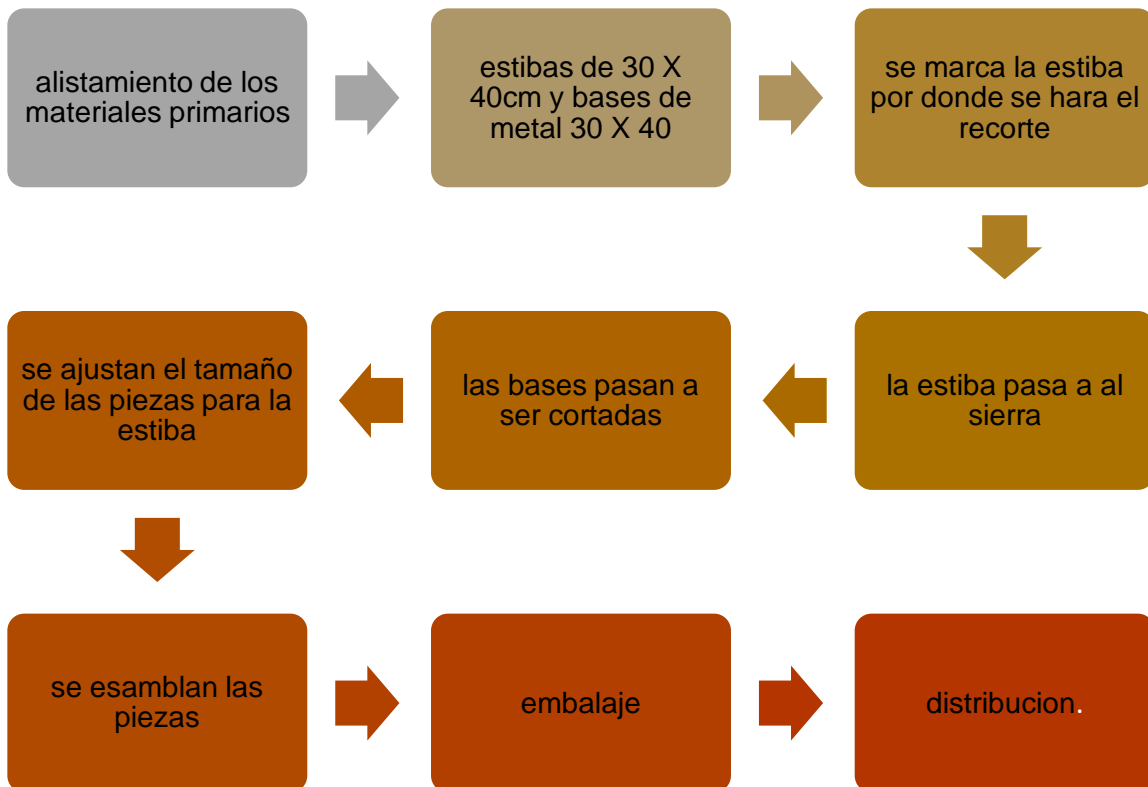 alistamiento de los
materiales primarios
estibas de 30 X
40cm y bases de
metal 30 X 40
se marca la estiba
por donde se hara el
recorte
la estiba pasa a al
sierra
las bases pasan a
ser cortadas
se ajustan el tamaño
de las piezas para la
estiba
se esamblan las
piezas
embalaje
distribucion.